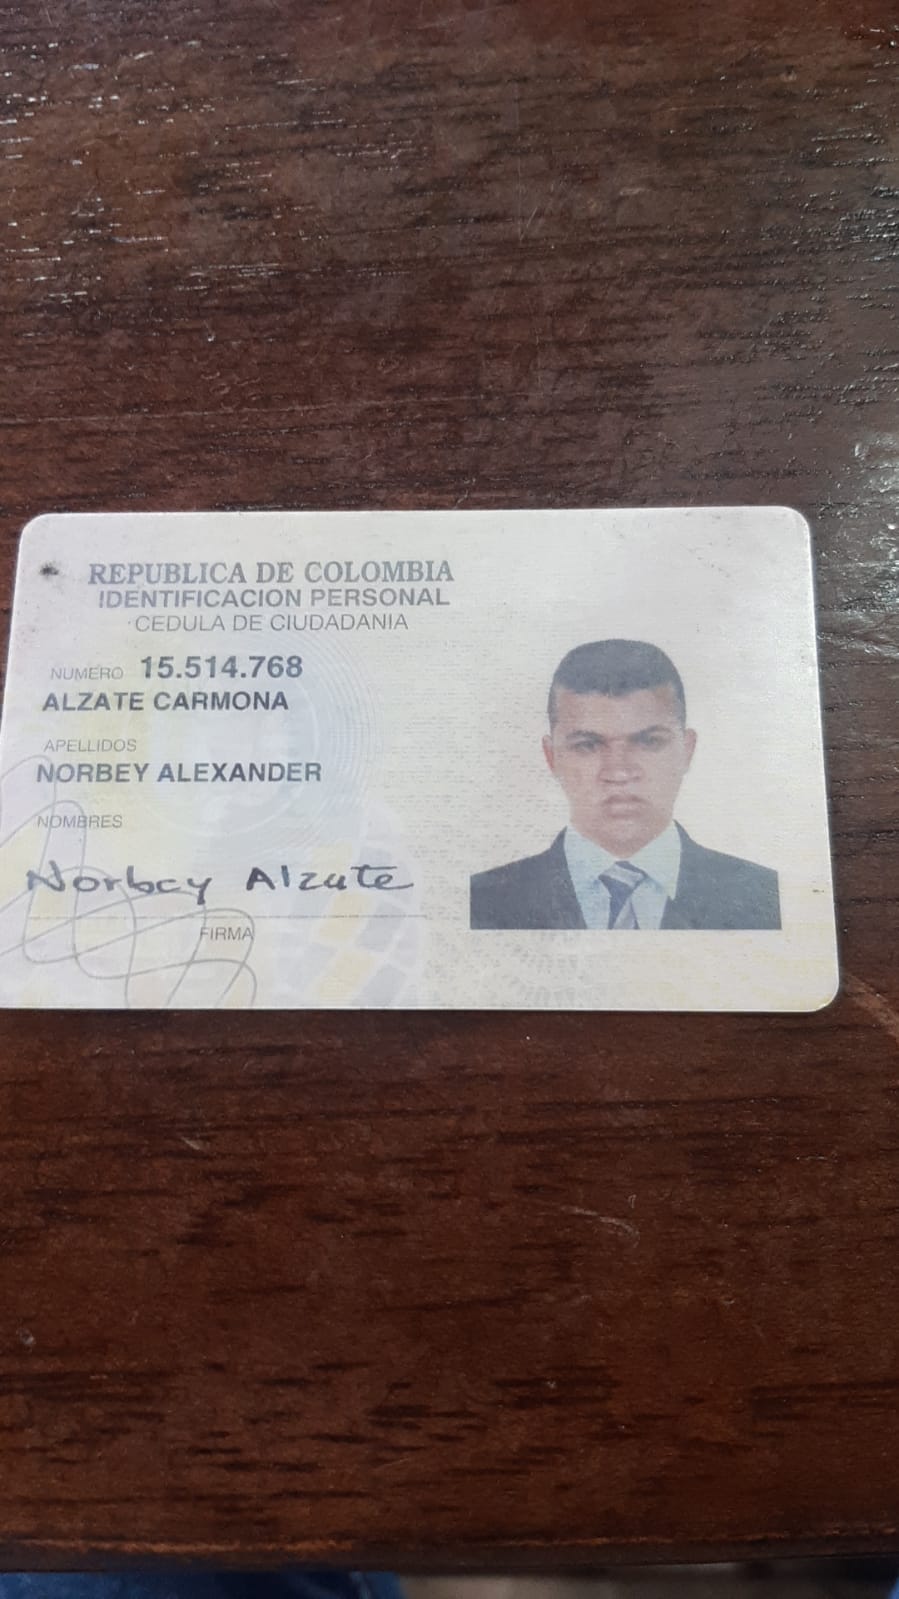 REPUBLICA DE COLOMBIA
IDENTIFICACION PERSONAL
CEDULA DE CIUDADANIA
NUMERO 15.514.768
ALZATE CARMONA
APELLIDOS
NORBEY ALEXANDER
NOMBRES
Norbey Alzate
FIRMA